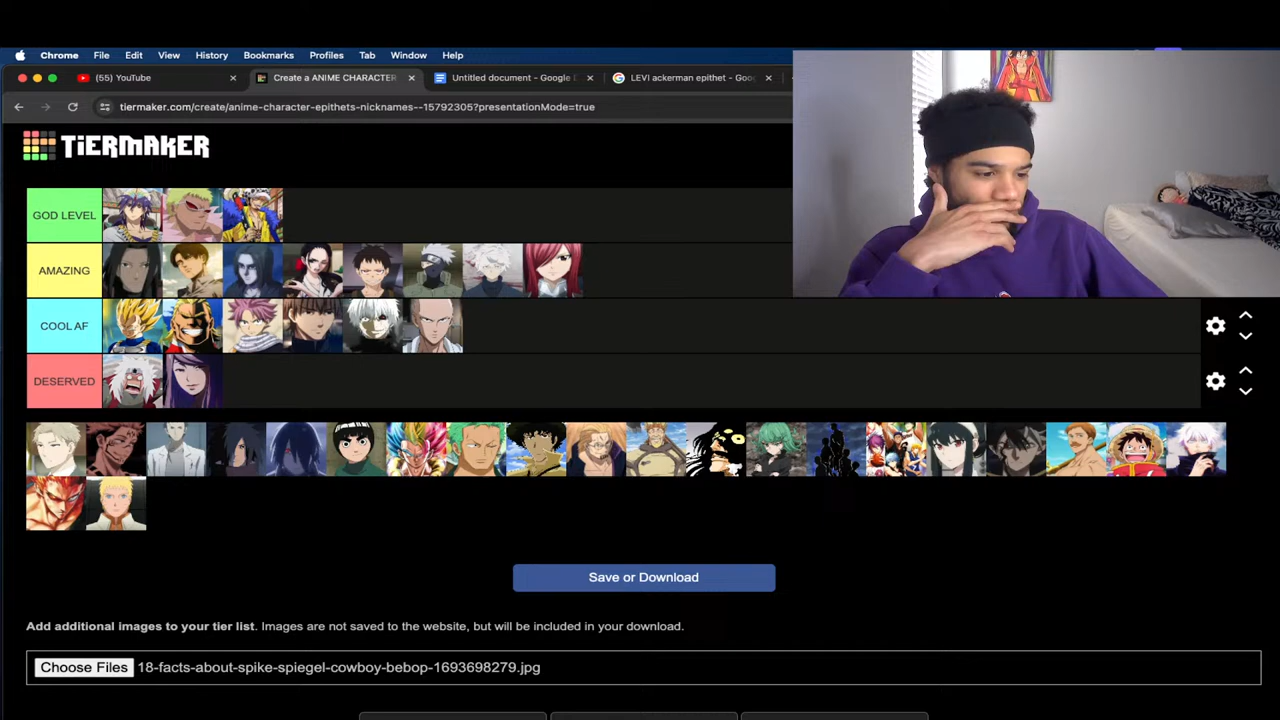 Chrome File Edit View History Bookmarks Profiles Tab Window Help
(55) YouTube Create a ANIME CHARACTER Untitled document - Google LEVI ackerman epithet - Goo
tiermaker.com/create/anime-character-epithets-nicknames--15792305?presentationMode=true
TiERMAKER
GOD LEVEL
AMAZING
COOL AF
DESERVED
Save or Download
Add additional images to your tier list. Images are not saved to the website, but will be included in your download.
Choose Files 18-facts-about-spike-spiegel-cowboy-bebop-1693698279.jpg